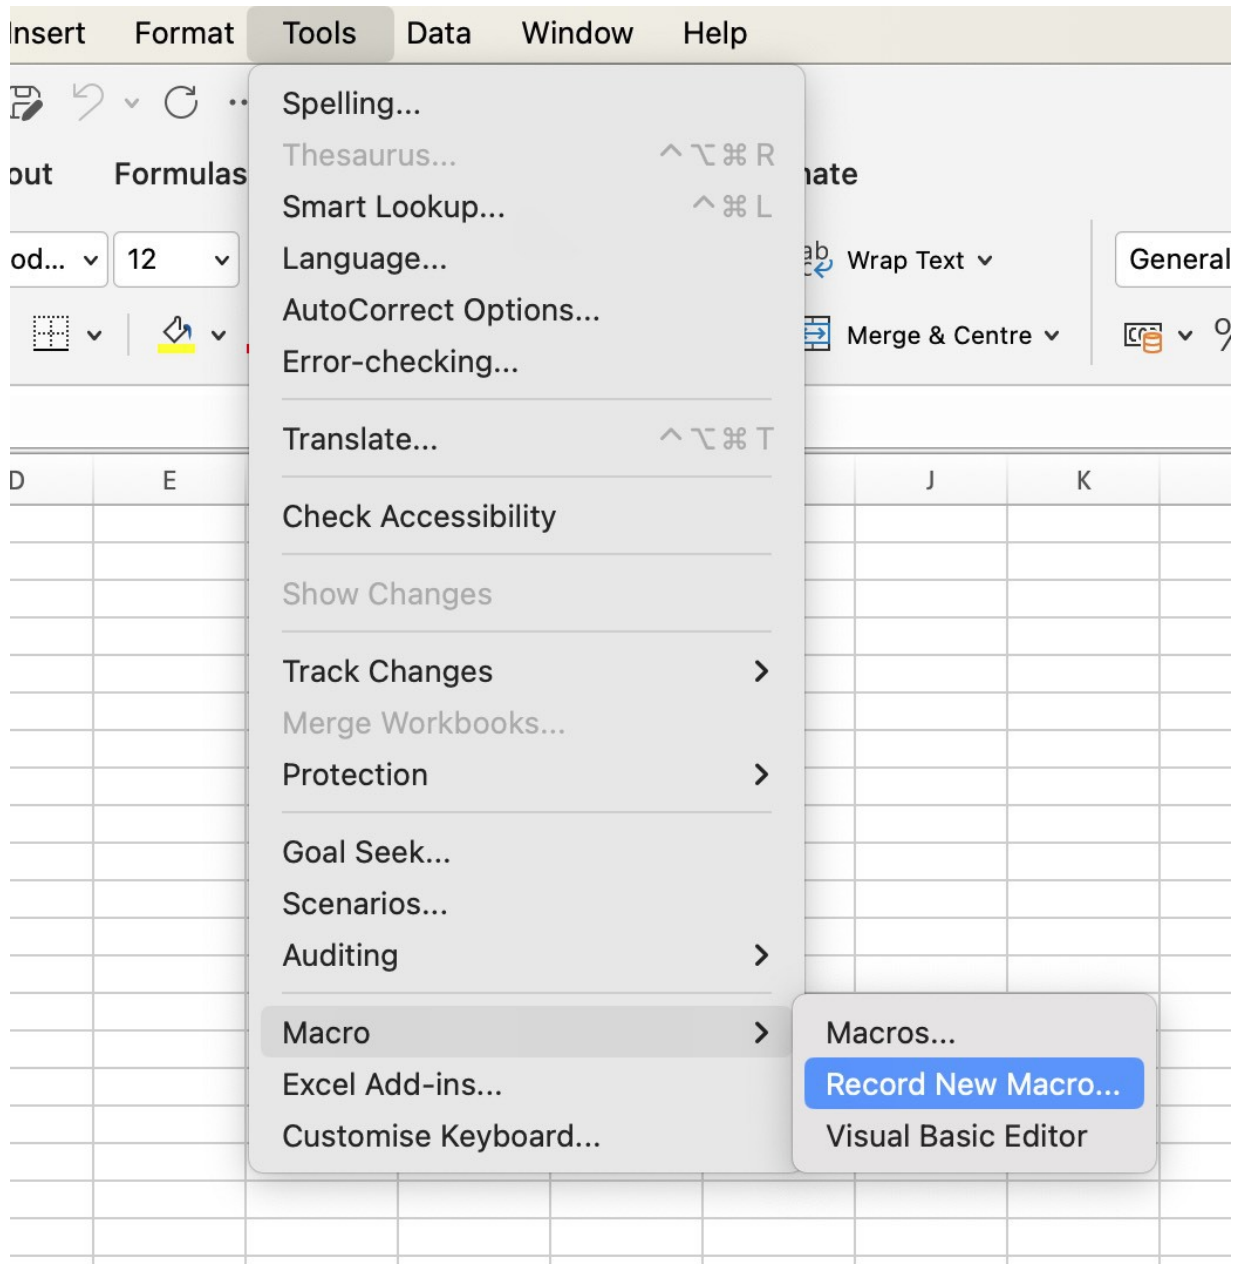 Insert Format Tools Data Window Help
Spelling...
Thesaurus... ^⌥⌘R
Formulas
Smart Lookup... ^⌘L
12
Language...
Wrap Text
General
AutoCorrect Options...
Merge & Centre
Error-checking...
Translate... ^⌥⌘T
D E J K
Check Accessibility
Show Changes
Track Changes
Merge Workbooks...
Protection
Goal Seek...
Scenarios...
Auditing
Macro
Macros...
Excel Add-ins...
Record New Macro...
Customise Keyboard...
Visual Basic Editor